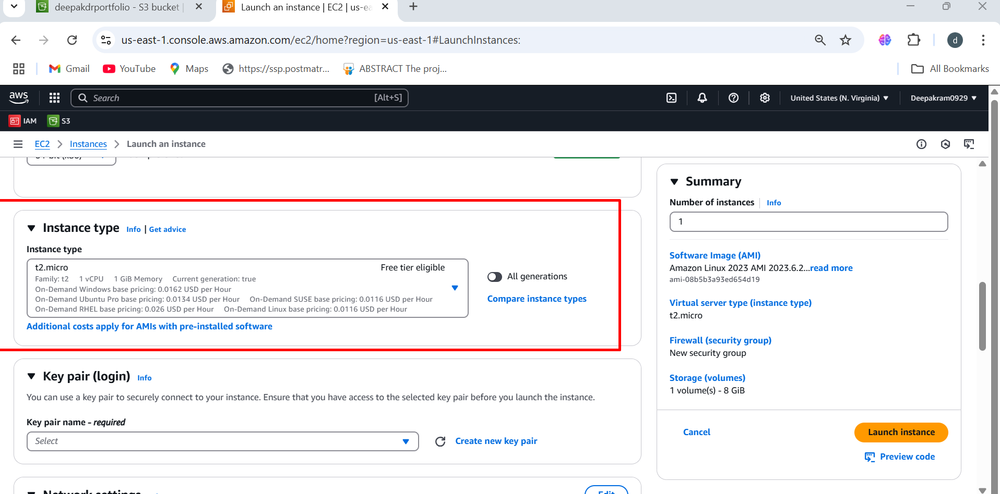 deepakdrportfolio - S3 bucket |
Launch an instance | EC2 | us-ea
us-east-1.console.aws.amazon.com/ec2/home?region=us-east-1#LaunchInstances:
d
Gmail
YouTube
Maps
https://ssp.postmatr...
ABSTRACT The proj...
All Bookmarks
aws
Search
[Alt+S]
United States (N. Virginia)
Deepakram0929
IAM
S3
EC2
Instances
Launch an instance
Instance type Info | Get advice
Instance type
t2.micro
Free tier eligible
Family: t2 1 vCPU 1 GiB Memory Current generation: true
On-Demand Windows base pricing: 0.0162 USD per Hour
On-Demand Ubuntu Pro base pricing: 0.0134 USD per Hour On-Demand SUSE base pricing: 0.0116 USD per Hour
On-Demand RHEL base pricing: 0.026 USD per Hour On-Demand Linux base pricing: 0.0116 USD per Hour
All generations
Compare instance types
Additional costs apply for AMIs with pre-installed software
Key pair (login) Info
You can use a key pair to securely connect to your instance. Ensure that you have access to the selected key pair before you launch the instance.
Key pair name - required
Select
Create new key pair
Network settings
Edit
Summary
Number of instances Info
1
Software Image (AMI)
Amazon Linux 2023 AMI 2023.6.2...read more
ami-08b5b3a93ed654d19
Virtual server type (instance type)
t2.micro
Firewall (security group)
New security group
Storage (volumes)
1 volume(s) - 8 GiB
Cancel
Launch instance
Preview code